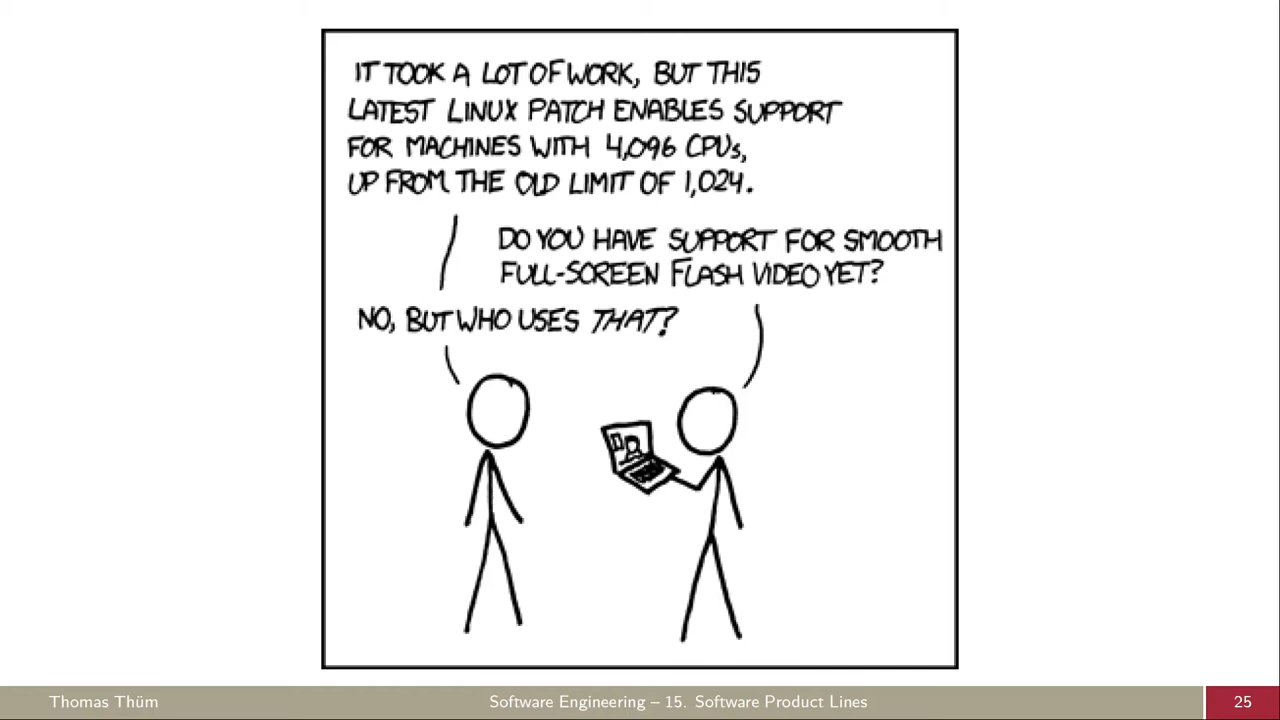 IT TOOK A LOT OF WORK, BUT THIS
LATEST LINUX PATCH ENABLES SUPPORT
FOR MACHINES WITH 4,096 CPUs,
UP FROM THE OLD LIMIT OF 1,024.
DO YOU HAVE SUPPORT FOR SMOOTH
FULL-SCREEN FLASH VIDEO YET?
NO, BUT WHO USES THAT?
Thomas Thüm
Software Engineering – 15. Software Product Lines
25